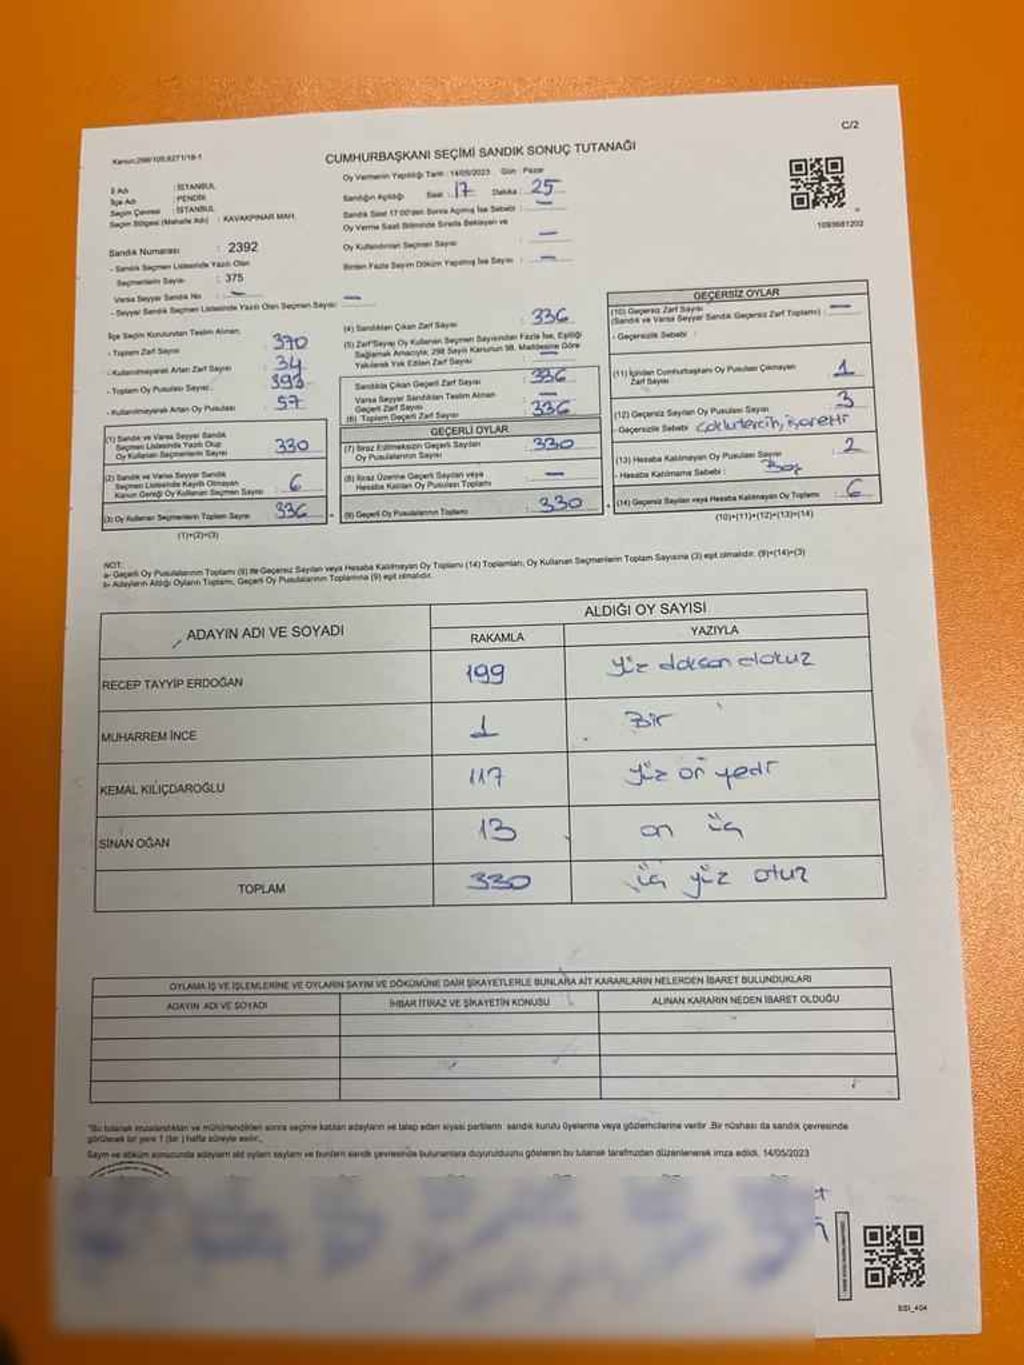 C/2
Kanun:298/105,6271/18-1
CUMHURBAŞKANI SEÇİMİ SANDIK SONUÇ TUTANAĞI
İl Adı : İSTANBUL
İlçe Adı : PENDİK
Seçim Çevresi : İSTANBUL
Seçim Bölgesi (Mahalle Adı) : KAVAKPINAR MAH.
Sandık Numarası : 2392
- Sandık Seçmen Listesinde Yazılı Olan
Seçmenlerin Sayısı : 375
Varsa Seyyar Sandık No : —
- Seyyar Sandık Seçmen Listesinde Yazılı Olan Seçmen Sayısı : —
Oy Vermenin Yapıldığı Tarih : 14/05/2023 Gün : Pazar
Sandığın Açıldığı Saat : 17 Dakika : 25
Sandık Saat 17:00'den Sonra Açılmış İse Sebebi : —
Oy Verme Saati Bitiminde Sırada Bekleyen ve
Oy Kullandırılan Seçmen Sayısı : —
Birden Fazla Sayım Döküm Yapılmış İse Sayısı : —
1093681202
İlçe Seçim Kurulundan Teslim Alınan;
- Toplam Zarf Sayısı : 370
- Kullanılmayarak Artan Zarf Sayısı : 34
- Toplam Oy Pusulası Sayısı : 393
- Kullanılmayarak Artan Oy Pusulası : 57
(1) Sandık ve Varsa Seyyar Sandık
Seçmen Listesinde Yazılı Olup
Oy Kullanan Seçmenlerin Sayısı : 330
(2) Sandık ve Varsa Seyyar Sandık
Seçmen Listesinde Kayıtlı Olmayan
Kanun Gereği Oy Kullanan Seçmen Sayısı : 6
(3) Oy Kullanan Seçmenlerin Toplam Sayısı : 336
(1)+(2)=(3)
(4) Sandıktan Çıkan Zarf Sayısı : 336
(5) Zarf Sayısı Oy Kullanan Seçmen Sayısından Fazla İse, Eşitliği
Sağlamak Amacıyla; 298 Sayılı Kanunun 98. Maddesine Göre
Yakılarak Yok Edilen Zarf Sayısı : —
Sandıkta Çıkan Geçerli Zarf Sayısı : 336
Varsa Seyyar Sandıktan Teslim Alınan
Geçerli Zarf Sayısı : —
(6) Toplam Geçerli Zarf Sayısı : 336
GEÇERLİ OYLAR
(7) İtiraz Edilmeksizin Geçerli Sayılan
Oy Pusulalarının Sayısı : 330
(8) İtiraz Üzerine Geçerli Sayılan veya
Hesaba Katılan Oy Pusulası Toplamı : —
(9) Geçerli Oy Pusulalarının Toplamı : 330
GEÇERSİZ OYLAR
(10) Geçersiz Zarf Sayısı
(Sandık ve Varsa Seyyar Sandık Geçersiz Zarf Toplamı) : —
- Geçersizlik Sebebi :
(11) İçinden Cumhurbaşkanı Oy Pusulası Çıkmayan
Zarf Sayısı : 1
(12) Geçersiz Sayılan Oy Pusulası Sayısı : 3
- Geçersizlik Sebebi
(13) Hesaba Katılmayan Oy Pusulası Sayısı : 2
- Hesaba Katılmama Sebebi : Boş
(14) Geçersiz Sayılan veya Hesaba Katılmayan Oy Toplamı : 6
(10)+(11)+(12)+(13)=(14)
NOT:
a- Geçerli Oy Pusulalarının Toplamı (9) ile Geçersiz Sayılan veya Hesaba Katılmayan Oy Toplamı (14) Toplamları, Oy Kullanan Seçmenlerin Toplam Sayısına (3) eşit olmalıdır. (9)+(14)=(3)
b- Adayların Aldığı Oyların Toplamı, Geçerli Oy Pusulalarının Toplamına (9) eşit olmalıdır.
ADAYIN ADI VE SOYADI ALDIĞI OY SAYISI
RAKAMLA YAZIYLA
RECEP TAYYİP ERDOĞAN 199 Yüz doksan dokuz
MUHARREM İNCE 1 Bir
KEMAL KILIÇDAROĞLU 117 Yüz on yedi
SİNAN OĞAN 13 on üç
TOPLAM 330 üç yüz otuz
OYLAMA İŞ VE İŞLEMLERİNE VE OYLARIN SAYIM VE DÖKÜMÜNE DAİR ŞİKAYETLERLE BUNLARA AİT KARARLARIN NELERDEN İBARET BULUNDUKLARI
ADAYIN ADI VE SOYADI İHBAR İTİRAZ VE ŞİKAYETİN KONUSU ALINAN KARARIN NEDEN İBARET OLDUĞU
"Bu tutanak imzalandıktan ve mühürlendikten sonra seçime katılan adayların ve talep eden siyasi partilerin sandık kurulu üyelerine veya gözlemcilerine verilir. Bir nüshası da sandık çevresinde
görülecek bir yere 1 (bir) hafta süreyle asılır.
Sayım ve döküm sonucunda adayların aldığı oyların sayılarını ve bunların sandık çevresinde bulunanlara duyurulduğunu gösteren bu tutanak tarafımızdan düzenlenerek imza edildi. 14/05/2023
SSİ_404